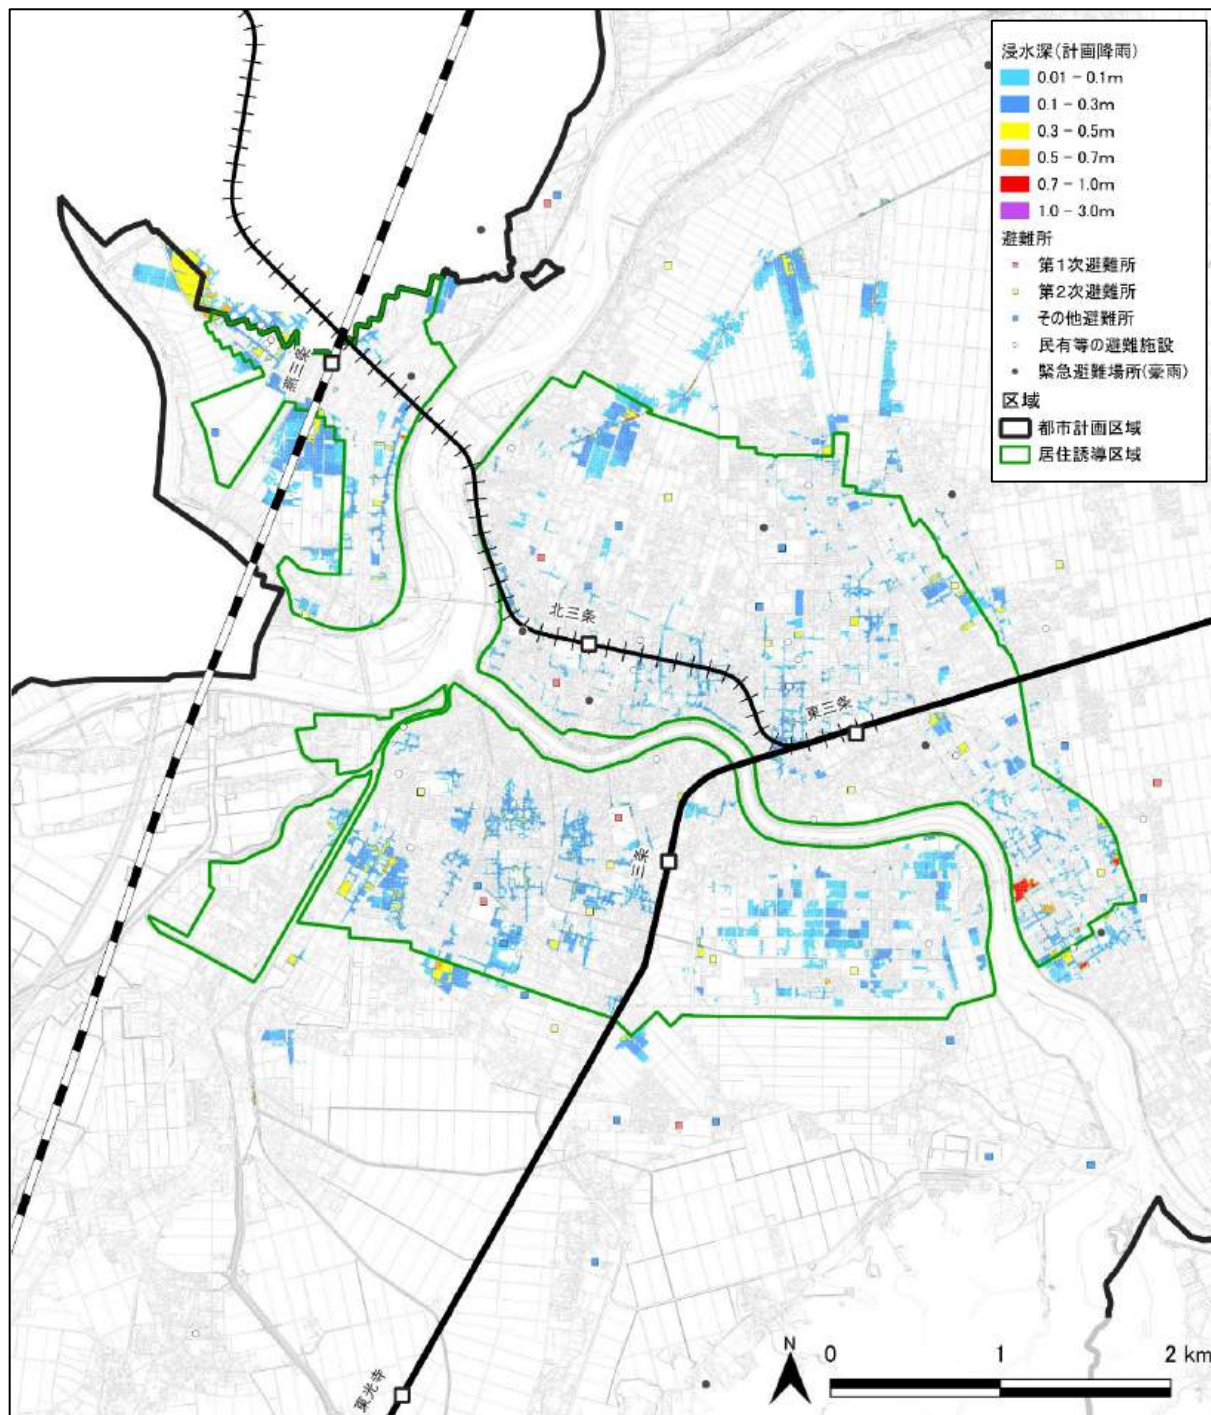 浸水深(計画降雨)
0.01 - 0.1m
0.1 - 0.3m
0.3 - 0.5m
0.5 - 0.7m
0.7 - 1.0m
1.0 - 3.0m
避難所
第1次避難所
第2次避難所
その他避難所
民有等の避難施設
緊急避難場所(豪雨)
区域
都市計画区域
居住誘導区域
燕三条
北三条
東三条
三条
東光寺
N
0 1 2 km